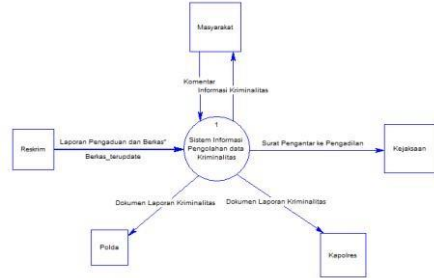 Masyarakat
Komentar
Informasi Kriminalitas
1
Sistem Informasi
Pengolahan data
Kriminalitas
Reskrim
Laporan Pengaduan dan Berkas"
Berkas_terupdate
Surat Pengantar ke Pengadilan
Kejaksaan
Dokumen Laporan Kriminalitas
Dokumen Laporan Kriminalitas
Polda
Kapolres